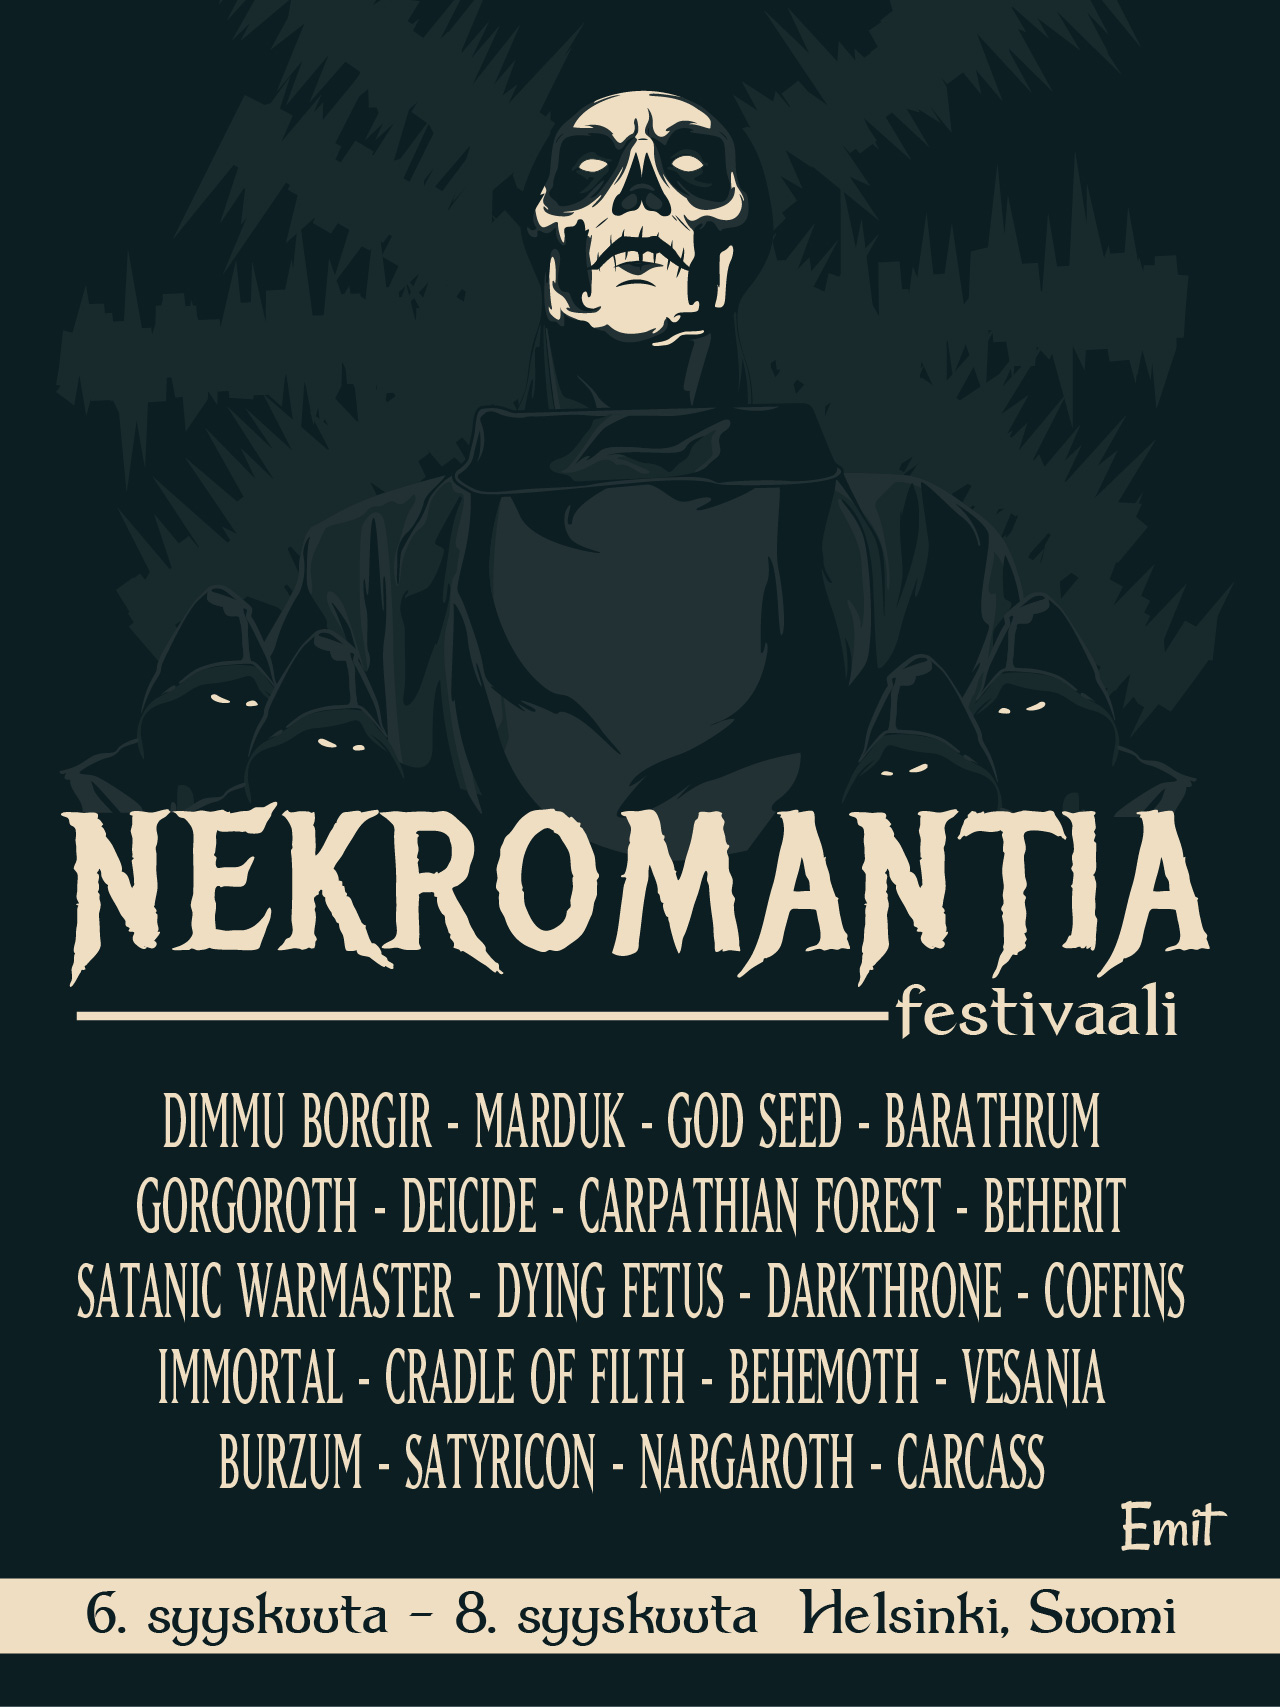 NEKROMANTIA
festivaali
DIMMU BORGIR - MARDUK - GOD SEED - BARATHRUM
GORGOROTH - DEICIDE - CARPATHIAN FOREST - BEHERIT
SATANIC WARMASTER - DYING FETUS - DARKTHRONE - COFFINS
IMMORTAL - CRADLE OF FILTH - BEHEMOTH - VESANIA
BURZUM - SATYRICON - NARGAROTH - CARCASS
Emit
6. syyskuuta - 8. syyskuuta Helsinki, Suomi